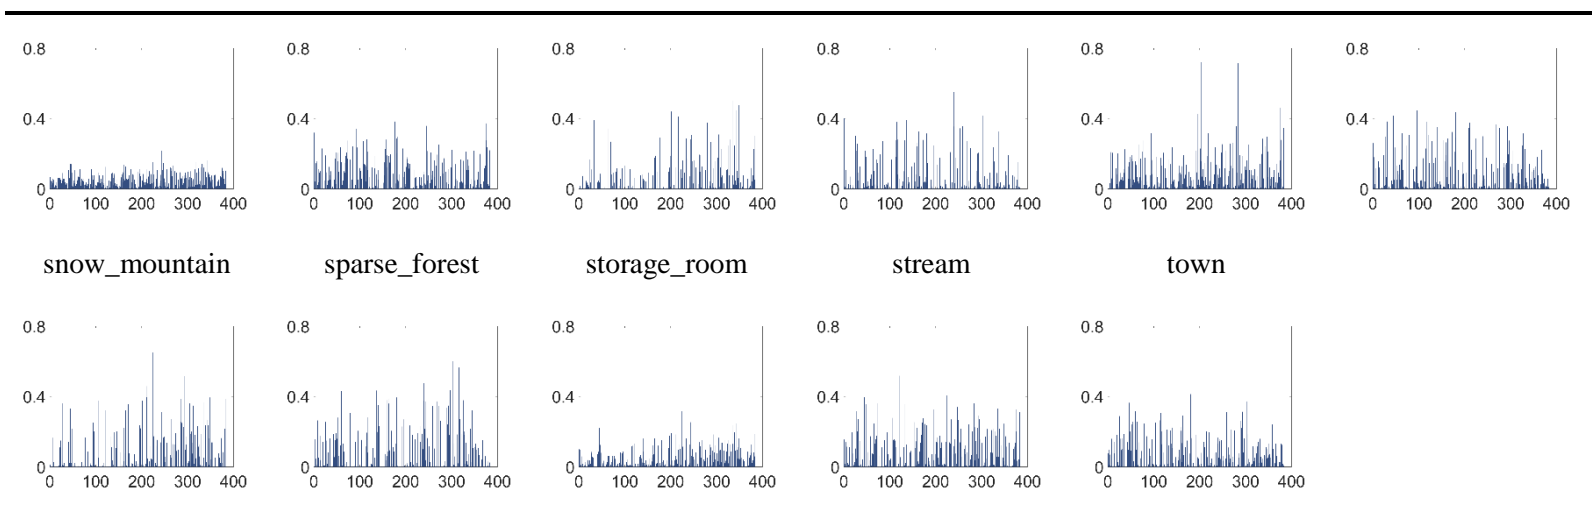 0.8 0.8 0.8 0.8 0.8 0.8
0.4 0.4 0.4 0.4 0.4 0.4
0 0 0 0 0 0
0 100 200 300 400 0 100 200 300 400 0 100 200 300 400 0 100 200 300 400 0 100 200 300 400 0 100 200 300 400
snow_mountain sparse_forest storage_room stream town
0.8 0.8 0.8 0.8 0.8
0.4 0.4 0.4 0.4 0.4
0 0 0 0 0
0 100 200 300 400 0 100 200 300 400 0 100 200 300 400 0 100 200 300 400 0 100 200 300 400